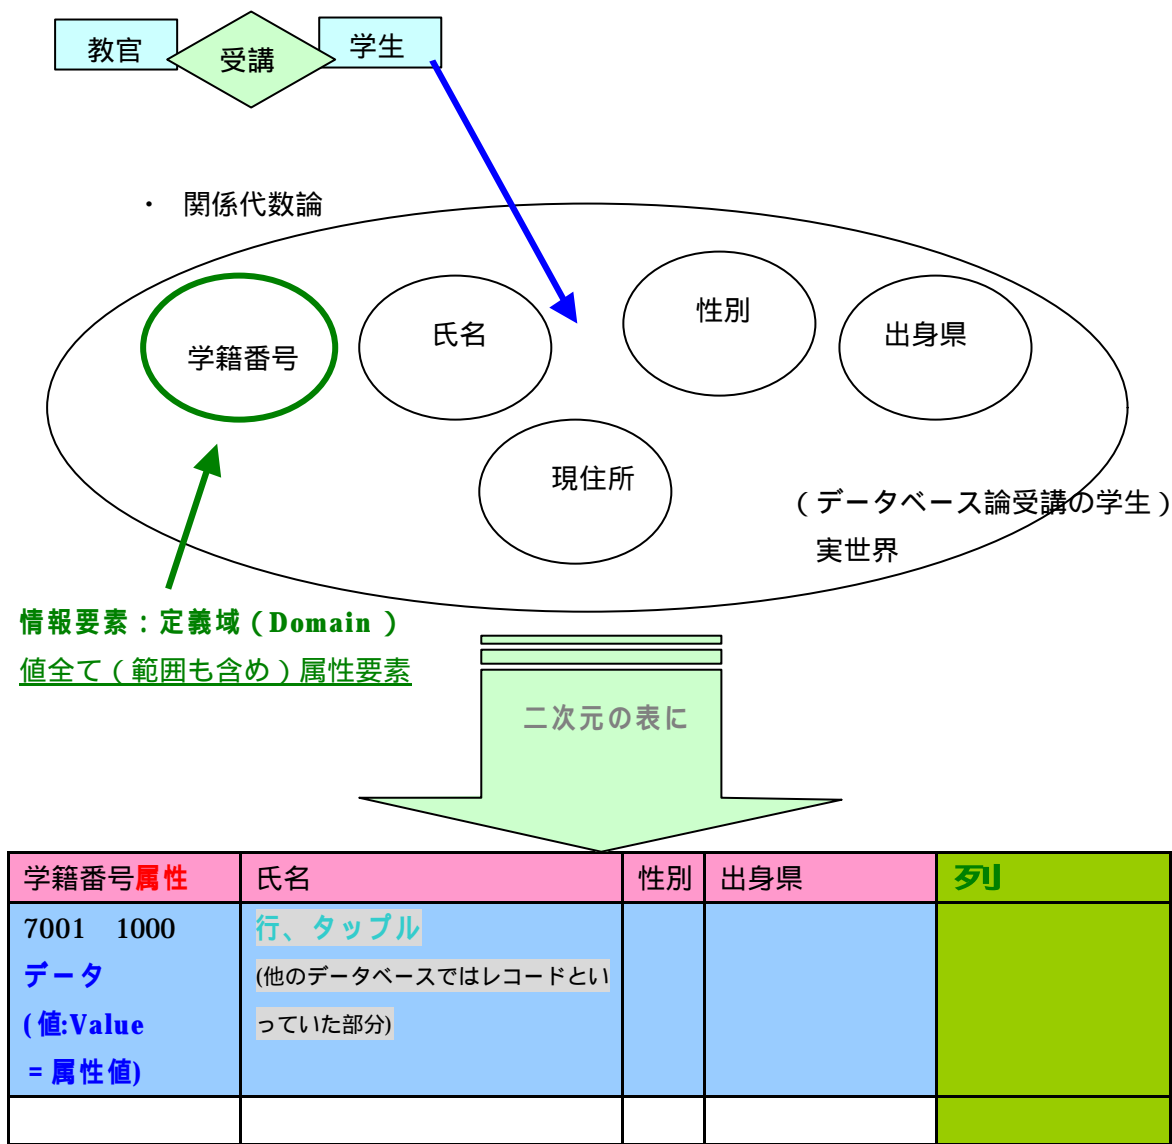 教官
受講
学生
・ 関係代数論
学籍番号
氏名
性別
出身県
現住所
（データベース論受講の学生）
実世界
情報要素：定義域（Domain ）
値全て（範囲も含め）属性要素
二次元の表に
学籍番号属性 氏名 性別 出身県 列
7001 1000
データ
(値:Value
=属性値)
行、タップル
(他のデータベースではレコードとい
っていた部分)